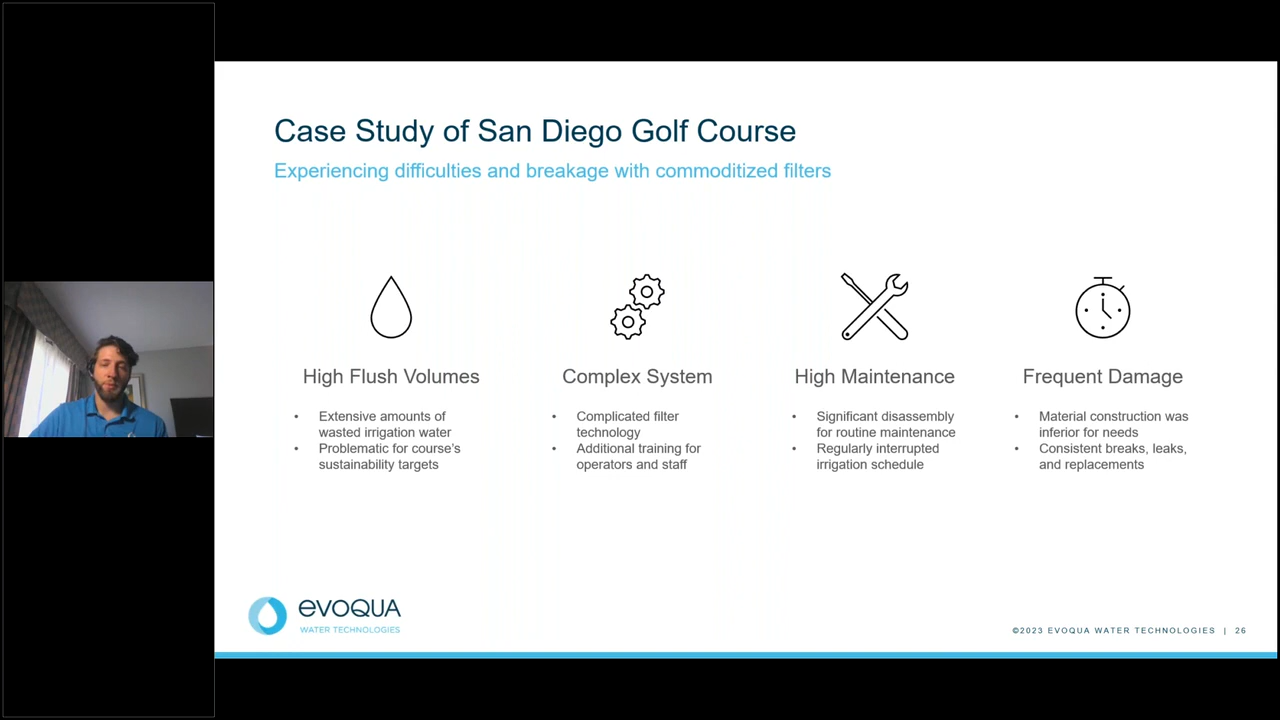 Case Study of San Diego Golf Course
Experiencing difficulties and breakage with commoditized filters
High Flush Volumes
• Extensive amounts of
wasted irrigation water
• Problematic for course's
sustainability targets
Complex System
• Complicated filter
technology
• Additional training for
operators and staff
High Maintenance
• Significant disassembly
for routine maintenance
• Regularly interrupted
irrigation schedule
Frequent Damage
• Material construction was
inferior for needs
• Consistent breaks, leaks,
and replacements
evoQUA
WATER TECHNOLOGIES
©2023 EVOQUA WATER TECHNOLOGIES | 26